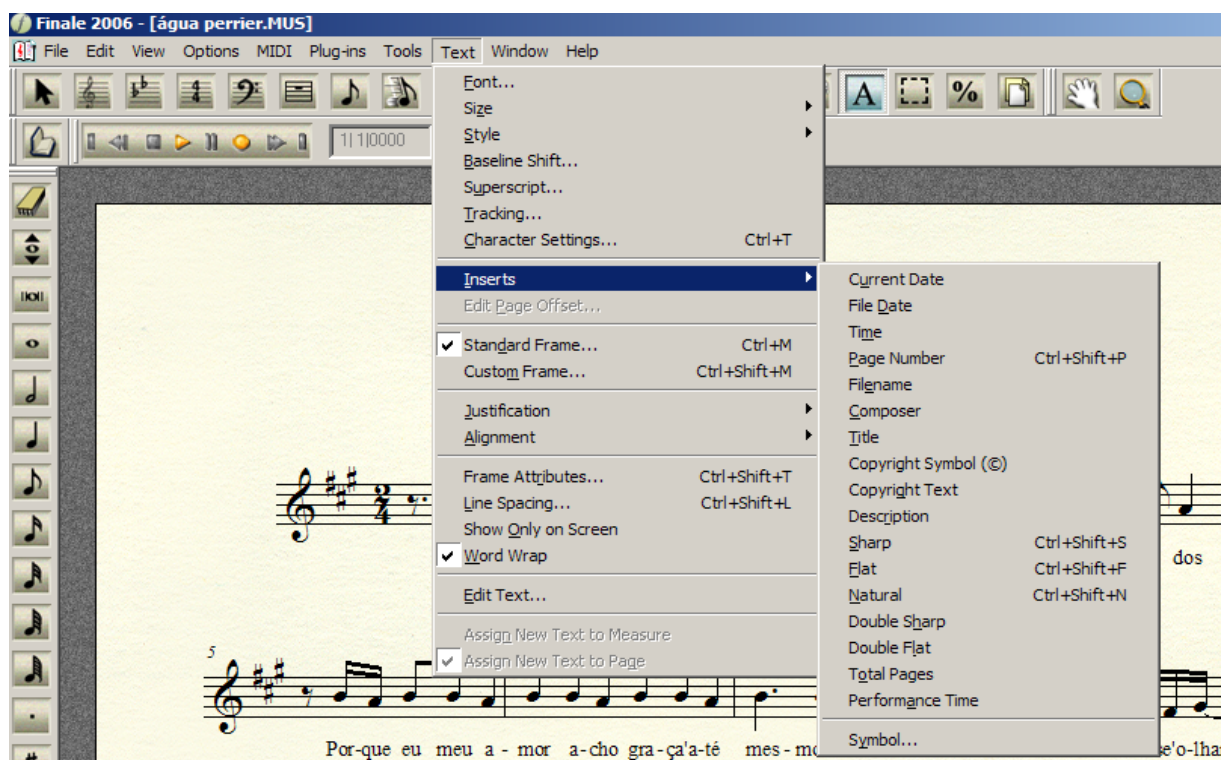 Finale 2006 - [água perrier.MUS]
File Edit View Options MIDI Plug-ins Tools Text Window Help
1| 1|0000
Font...
Size
Style
Baseline Shift...
Superscript...
Tracking...
Character Settings... Ctrl+T
Inserts
Edit Page Offset...
Standard Frame... Ctrl+M
Custom Frame... Ctrl+Shift+M
Justification
Alignment
Frame Attributes... Ctrl+Shift+T
Line Spacing... Ctrl+Shift+L
Show Only on Screen
Word Wrap
Edit Text...
Assign New Text to Measure
Assign New Text to Page
Current Date
File Date
Time
Page Number Ctrl+Shift+P
Filename
Composer
Title
Copyright Symbol (©)
Copyright Text
Description
Sharp Ctrl+Shift+S
Flat Ctrl+Shift+F
Natural Ctrl+Shift+N
Double Sharp
Double Flat
Total Pages
Performance Time
Symbol...
dos
5
Por-que eu meu a - mor a-cho gra-ça'a-té mes-mo se'o-lhas